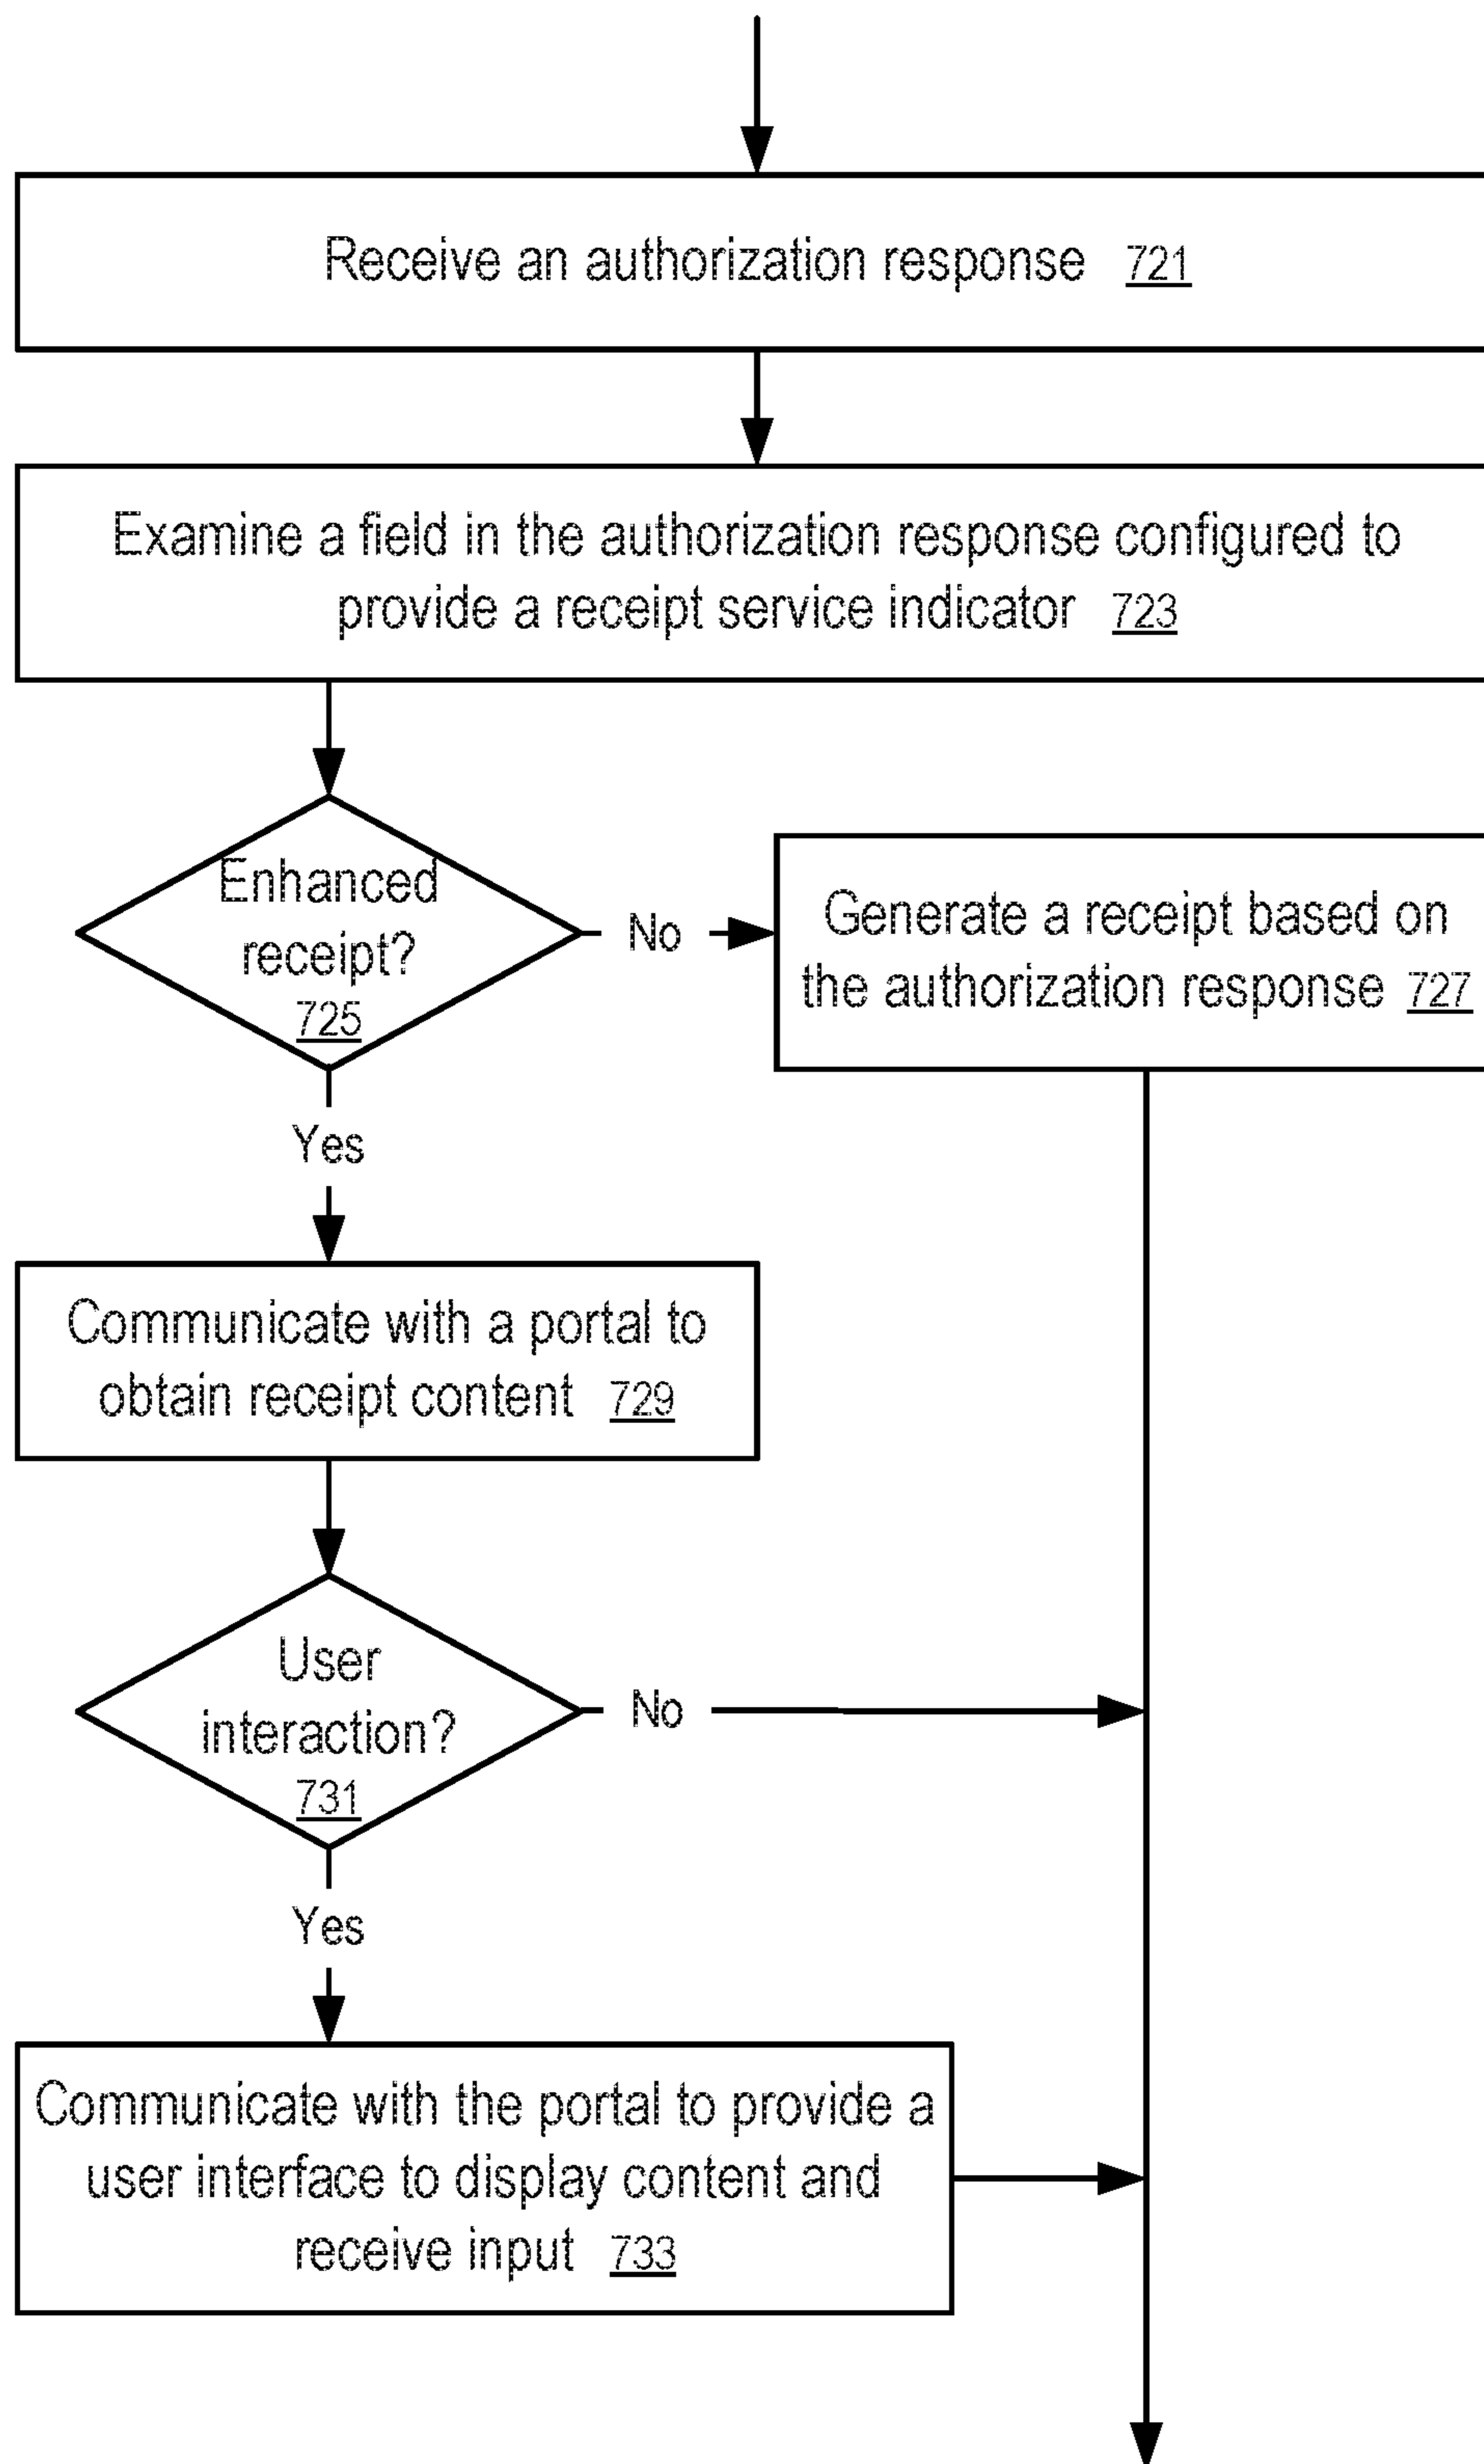 Receive an authorization response 721
Examine a field in the authorization response configured to
provide a receipt service indicator 723
Enhanced
receipt?
725
No
Generate a receipt based on
the authorization response 727
Yes
Communicate with a portal to
obtain receipt content 729
User
interaction?
731
No
Yes
Communicate with the portal to provide a
user interface to display content and
receive input 733